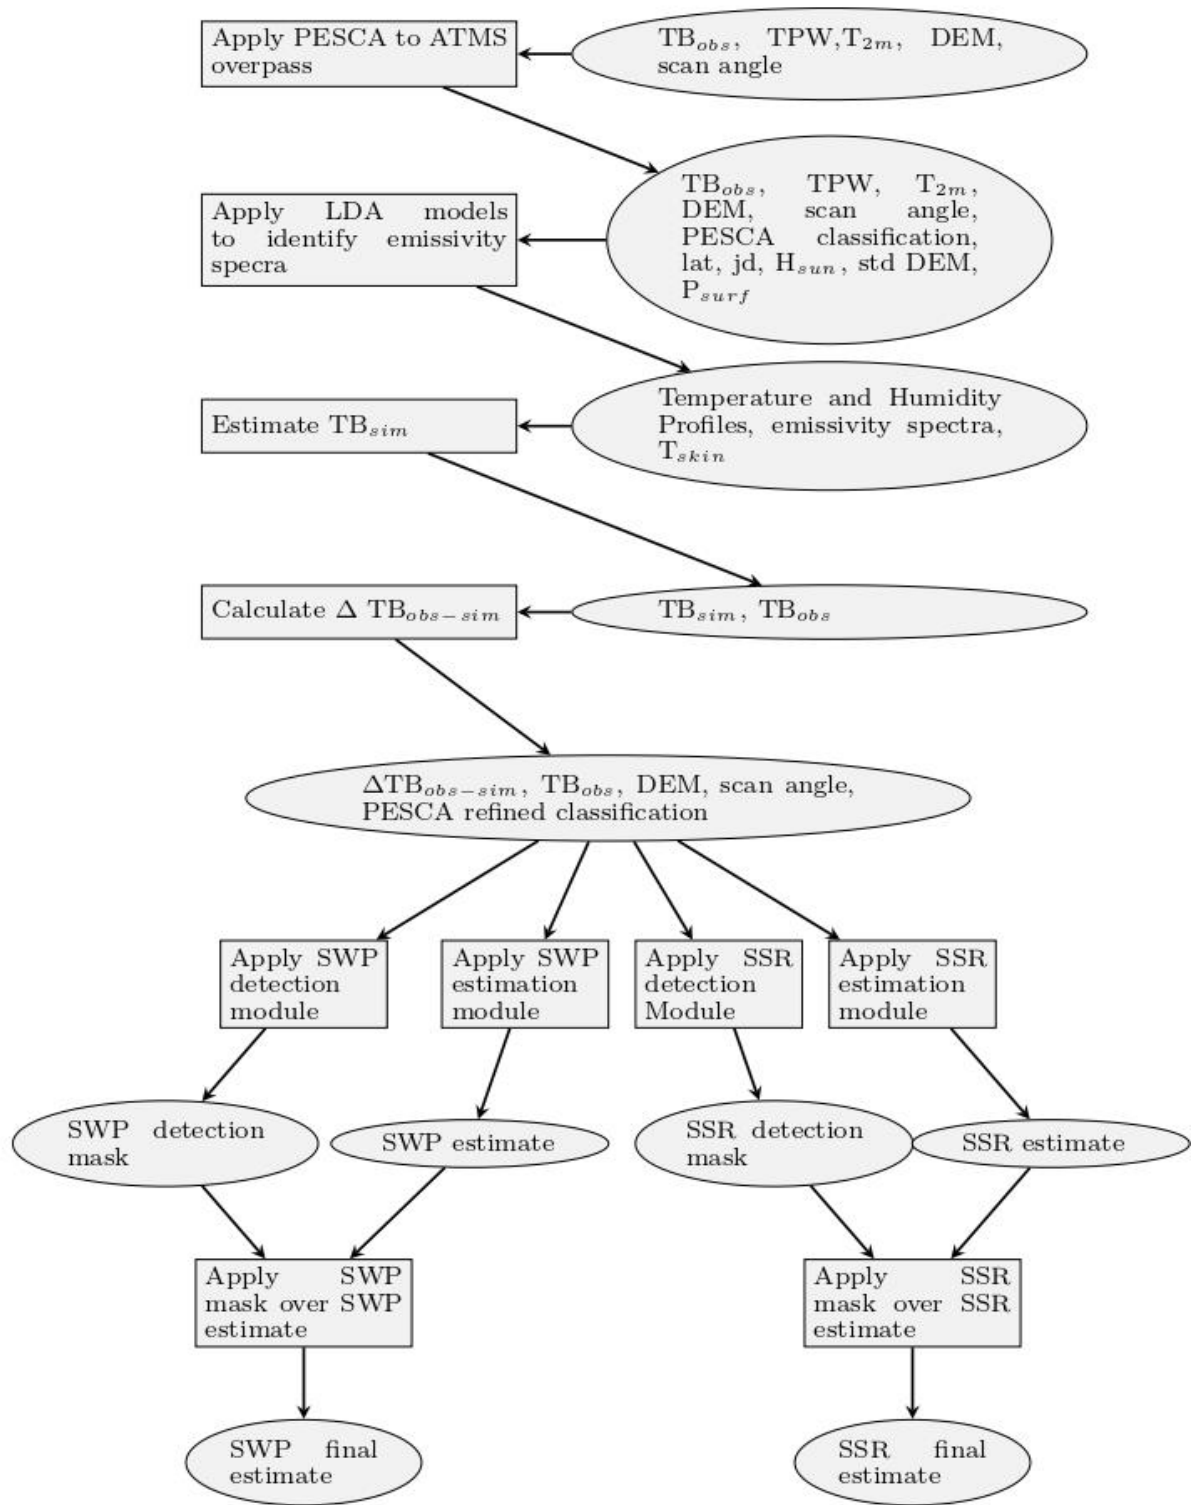 Apply PESCA to ATMS
overpass
TB_obs, TPW,T_2m, DEM,
scan angle
TB_obs, TPW, T_2m,
DEM, scan angle,
PESCA classification,
lat, jd, H_sun, std DEM,
P_surf
Apply LDA models
to identify emissivity
specra
Temperature and Humidity
Profiles, emissivity spectra,
T_skin
Estimate TB_sim
Calculate Δ TB_obs−sim
TB_sim, TB_obs
ΔTB_obs−sim, TB_obs, DEM, scan angle,
PESCA refined classification
Apply SWP
detection
module
Apply SWP
estimation
module
Apply SSR
detection
Module
Apply SSR
estimation
module
SWP detection
mask
SWP estimate
SSR detection
mask
SSR estimate
Apply SWP
mask over SWP
estimate
Apply SSR
mask over SSR
estimate
SWP final
estimate
SSR final
estimate